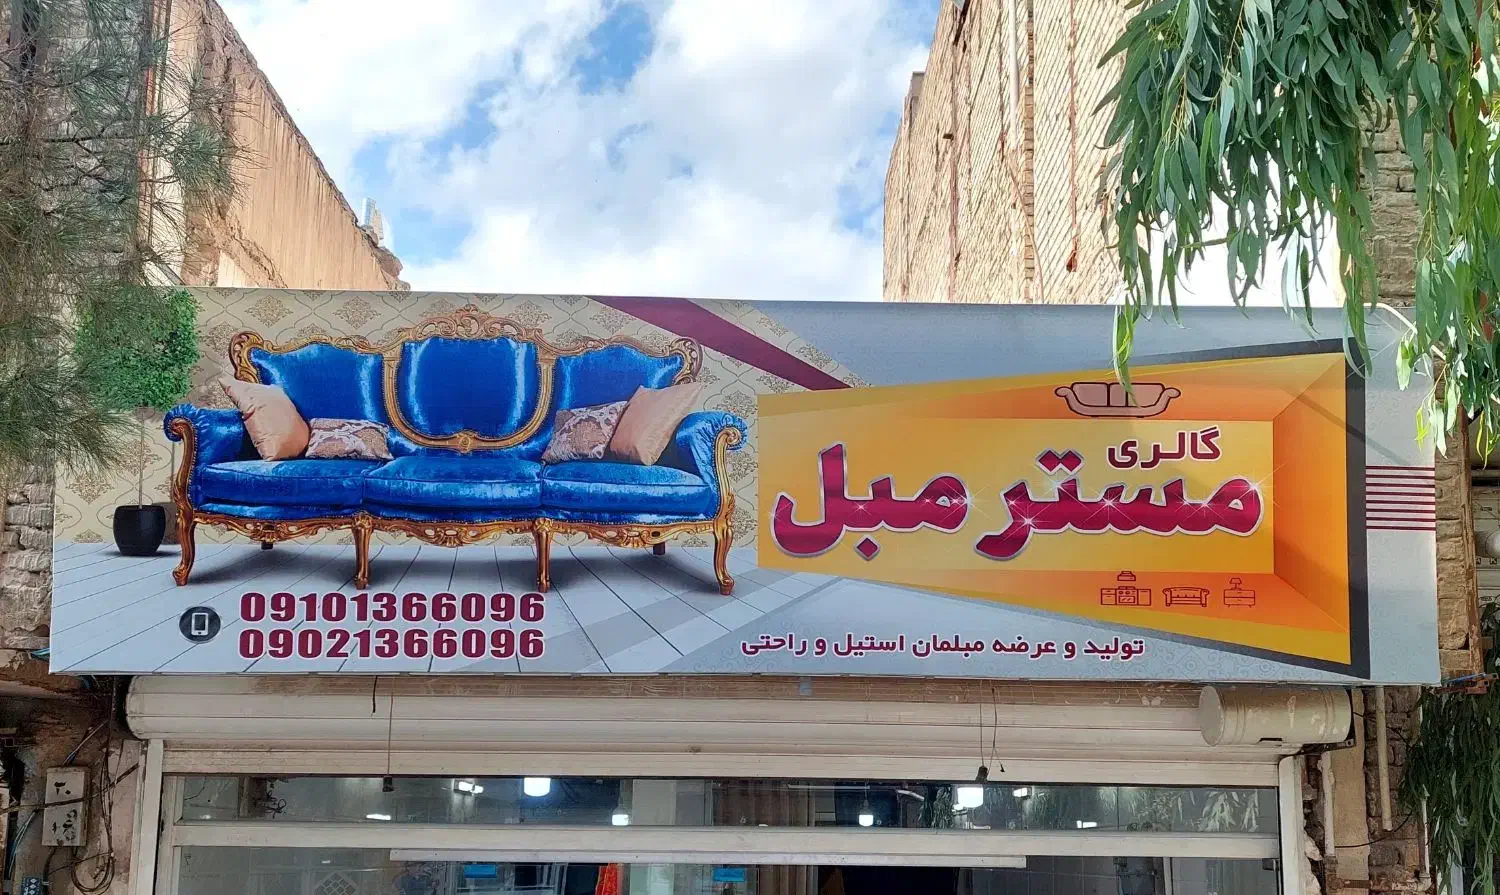 گالری
مستر مبل
تولید و عرضه مبلمان استیل و راحتی
09101366096
09021366096